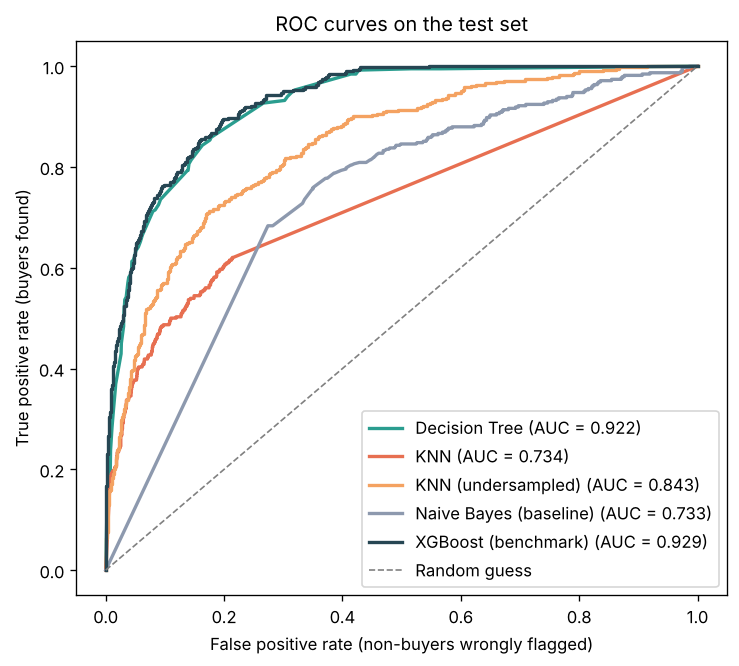 ROC curves on the test set
True positive rate (buyers found)
1.0
0.8
0.6
0.4
0.2
0.0
Decision Tree (AUC = 0.922)
KNN (AUC = 0.734)
KNN (undersampled) (AUC = 0.843)
Naive Bayes (baseline) (AUC = 0.733)
XGBoost (benchmark) (AUC = 0.929)
Random guess
0.0 0.2 0.4 0.6 0.8 1.0
False positive rate (non-buyers wrongly flagged)